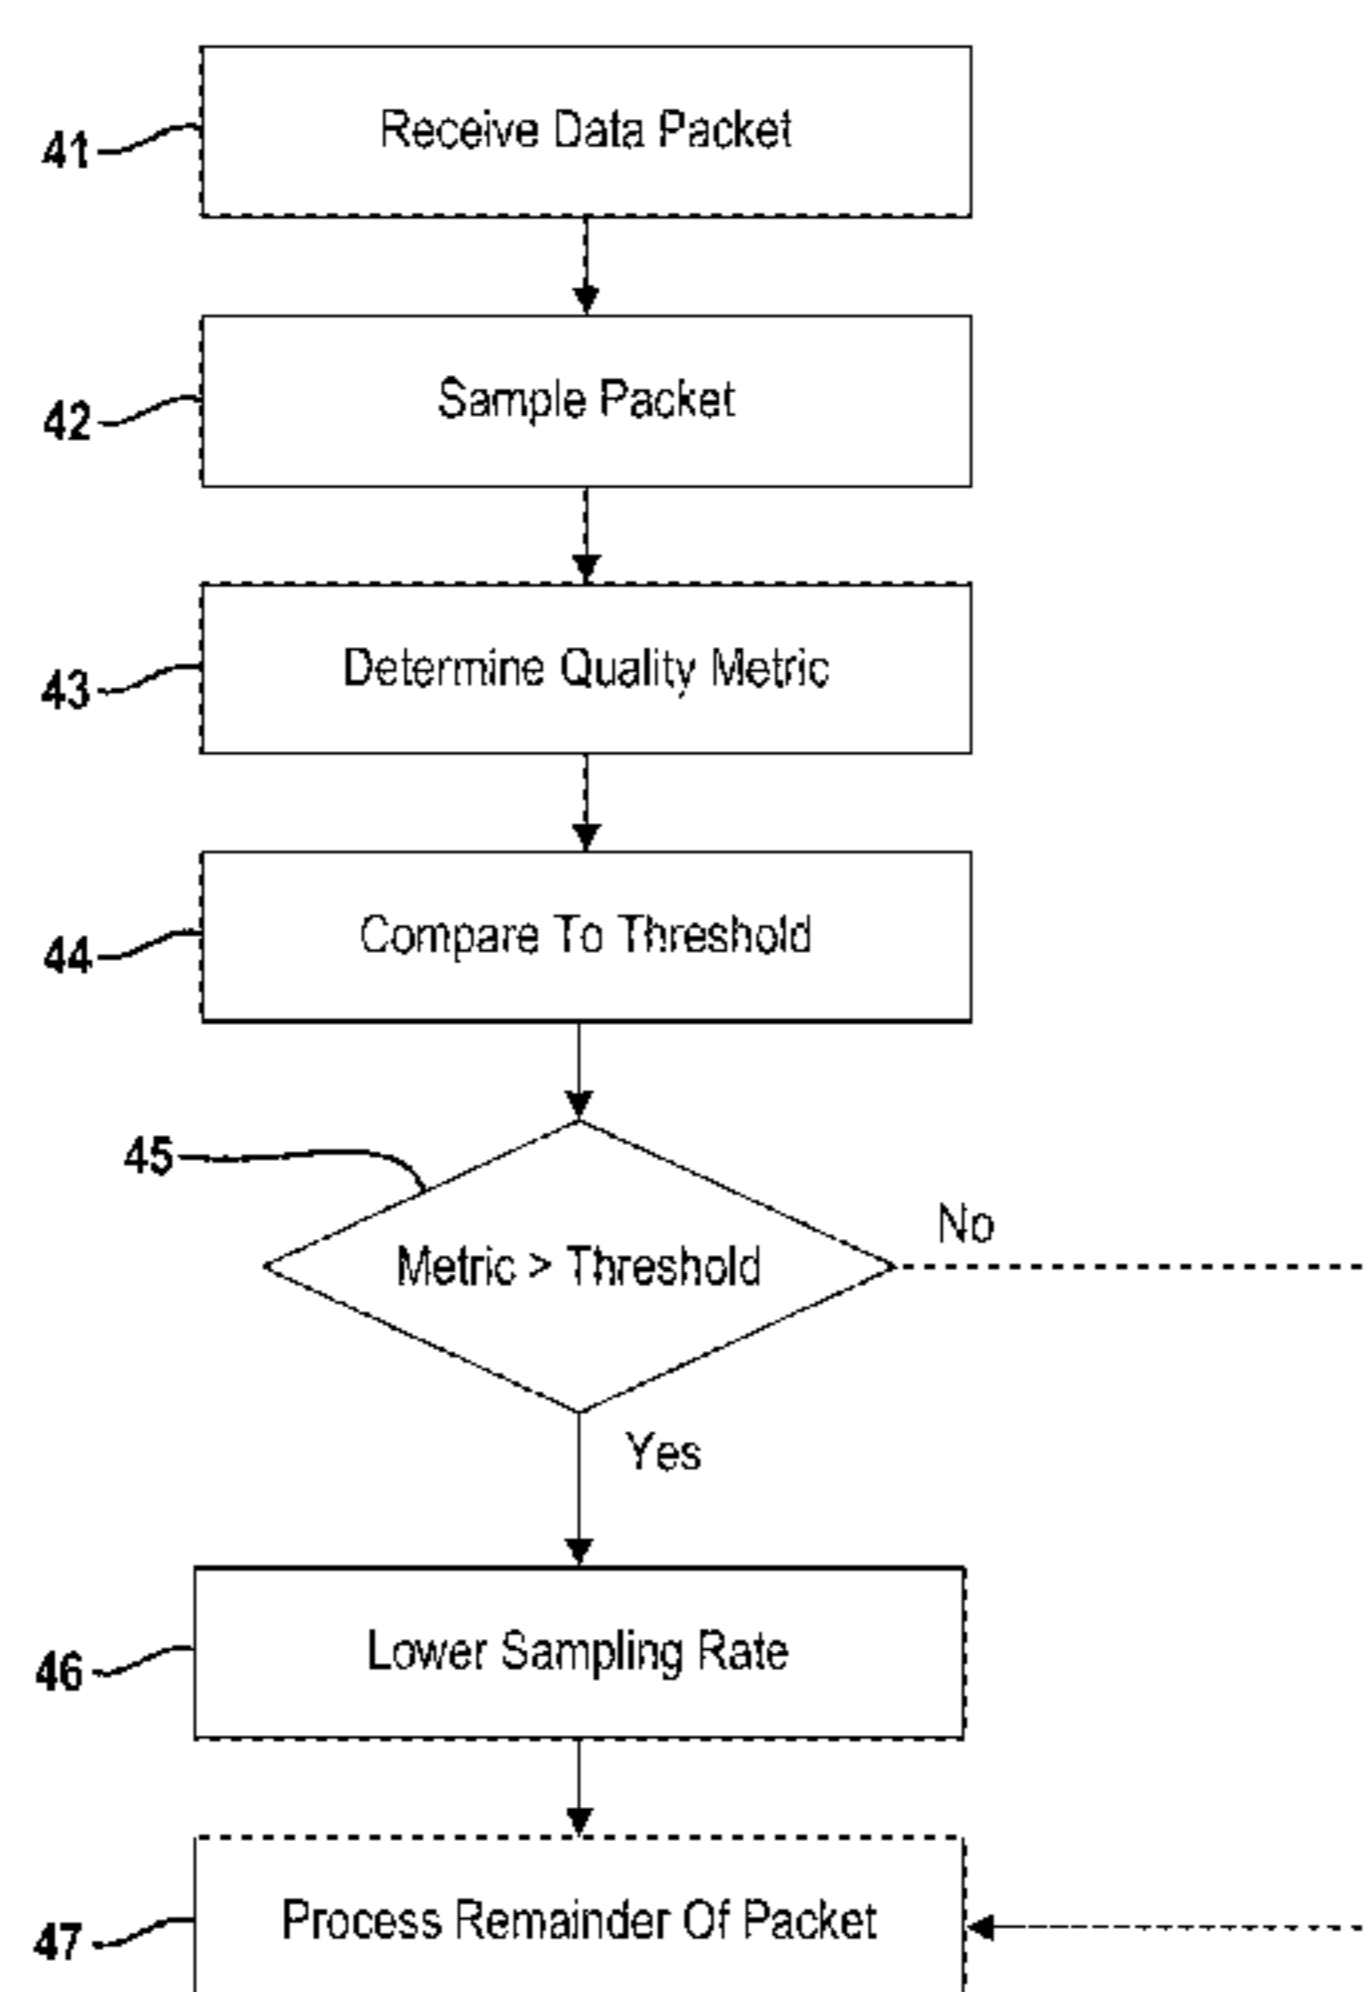 Receive Data Packet
41
Sample Packet
42
Determine Quality Metric
43
Compare To Threshold
44
45
No
Metric > Threshold
Yes
Lower Sampling Rate
46
Process Remainder Of Packet
47